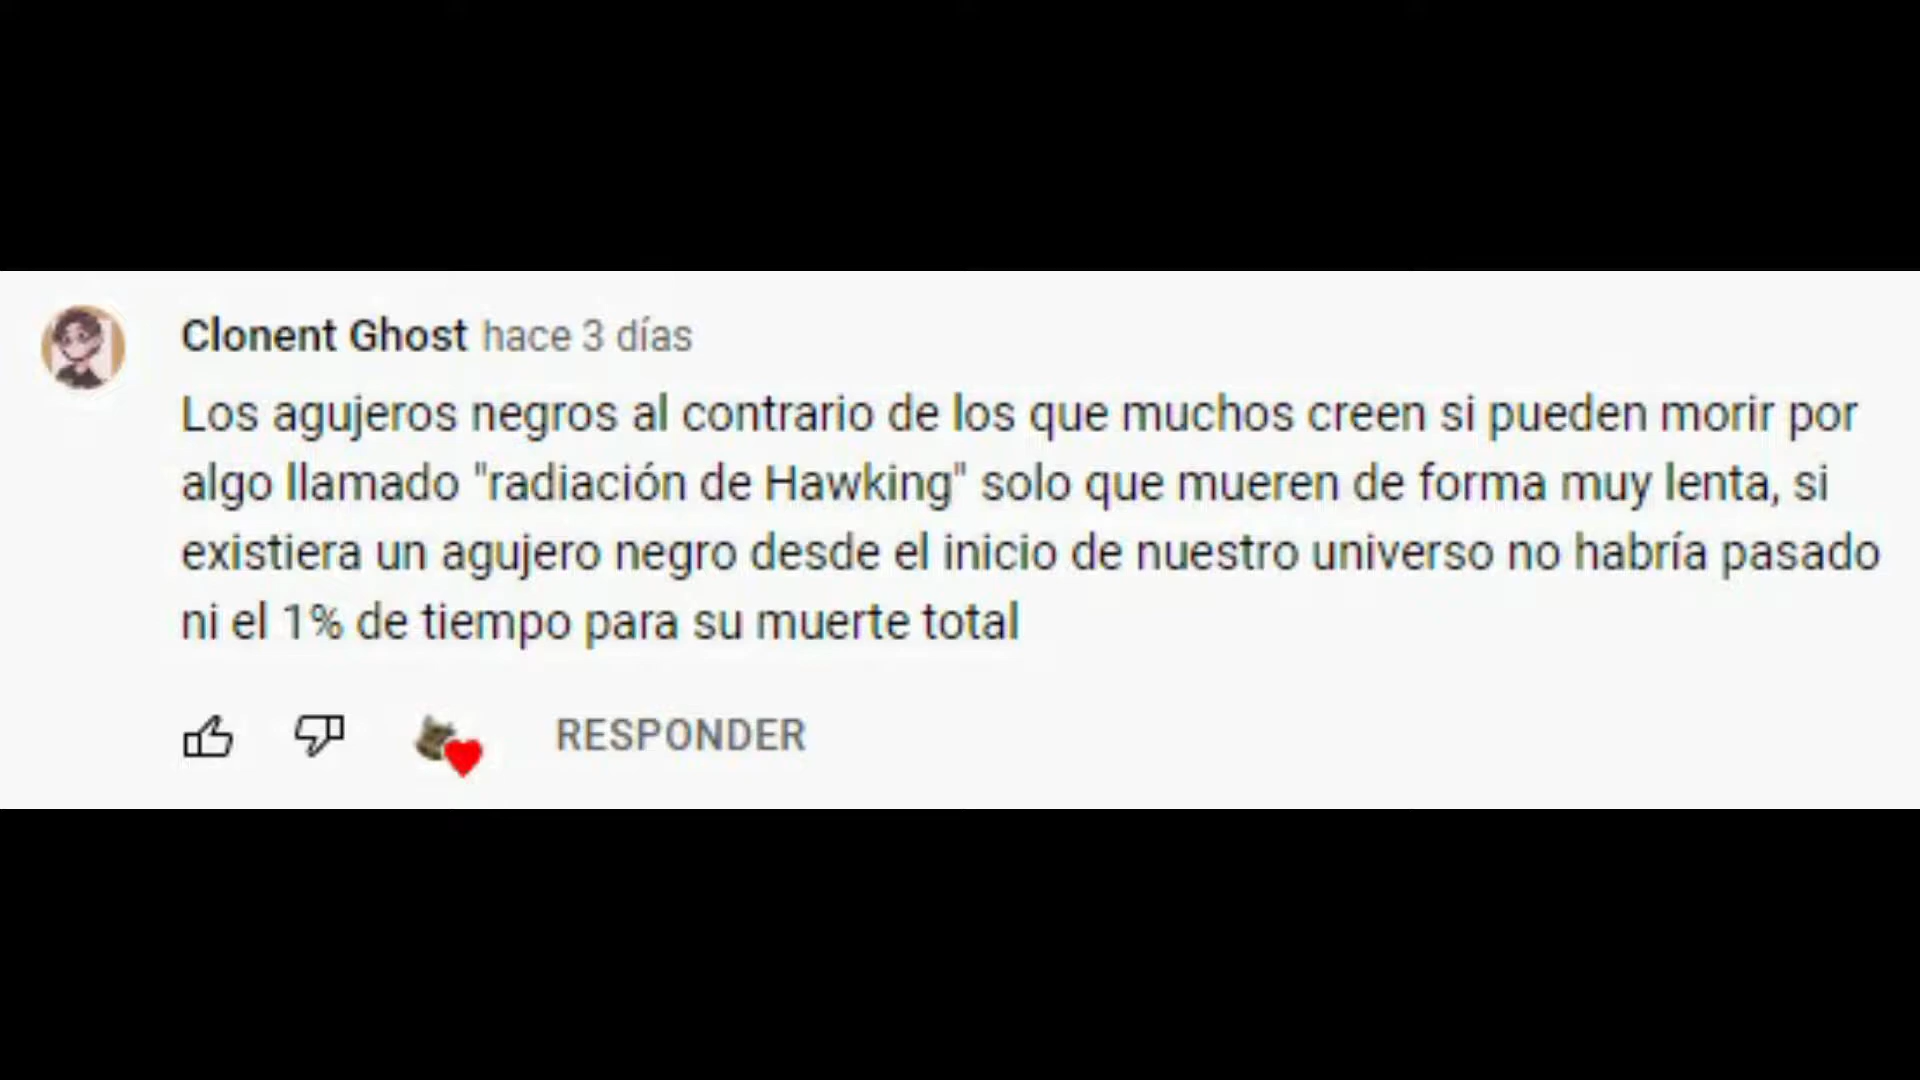 Clonent Ghost hace 3 días
Los agujeros negros al contrario de los que muchos creen si pueden morir por
algo llamado "radiación de Hawking" solo que mueren de forma muy lenta, si
existiera un agujero negro desde el inicio de nuestro universo no habría pasado
ni el 1% de tiempo para su muerte total
RESPONDER